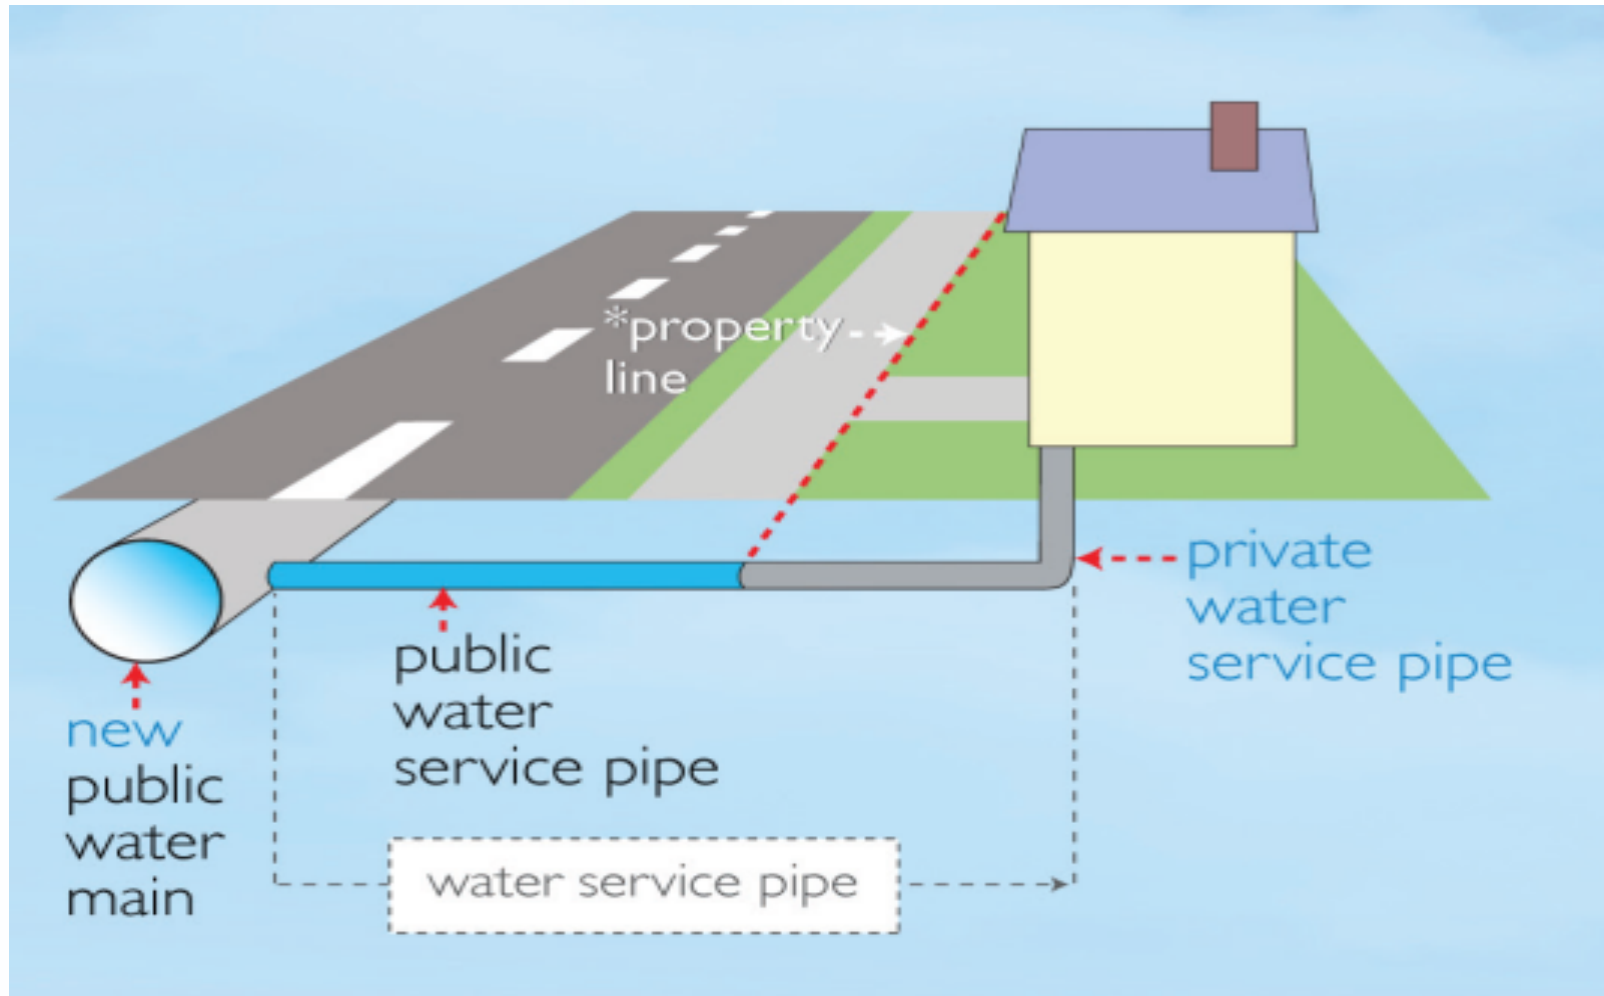 *property
line
private
water
service pipe
public
water
service pipe
new
public
water
main
water service pipe